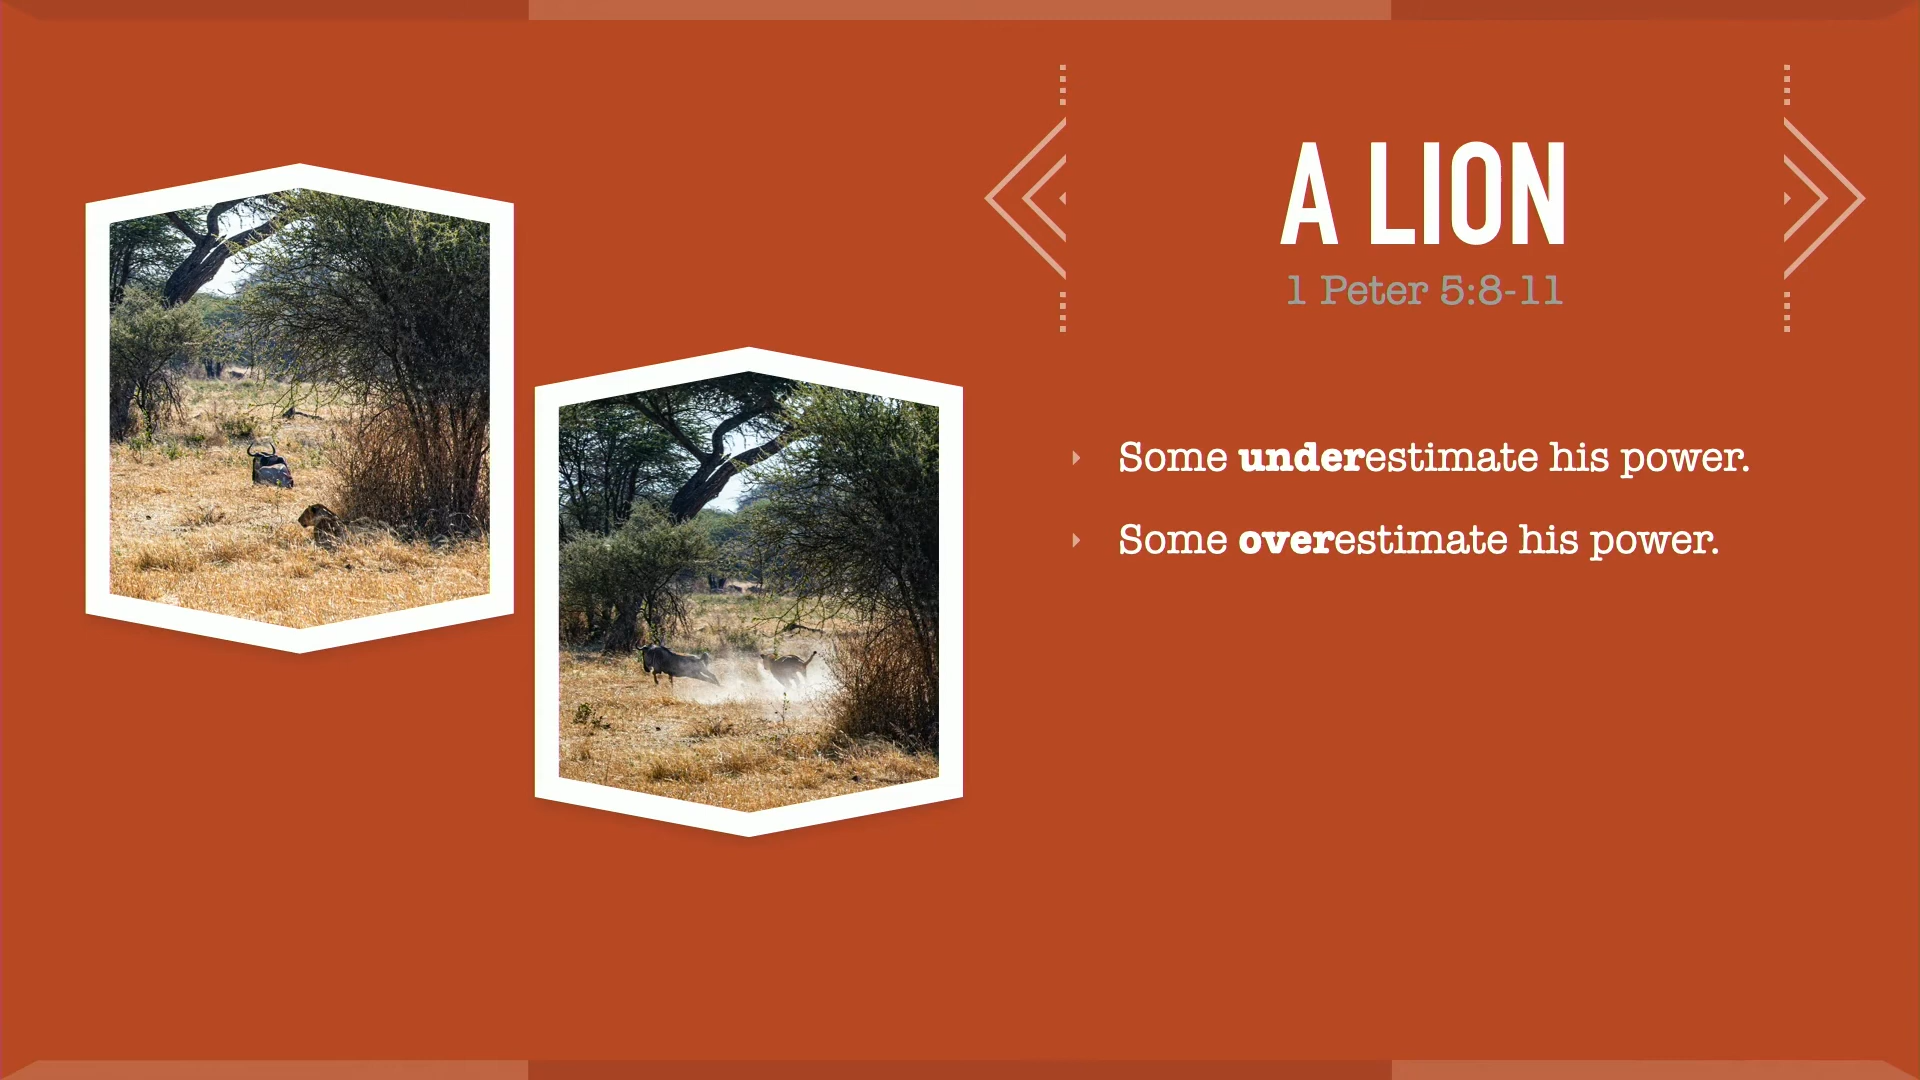 A LION
1 Peter 5:8-11
Some underestimate his power.
Some overestimate his power.